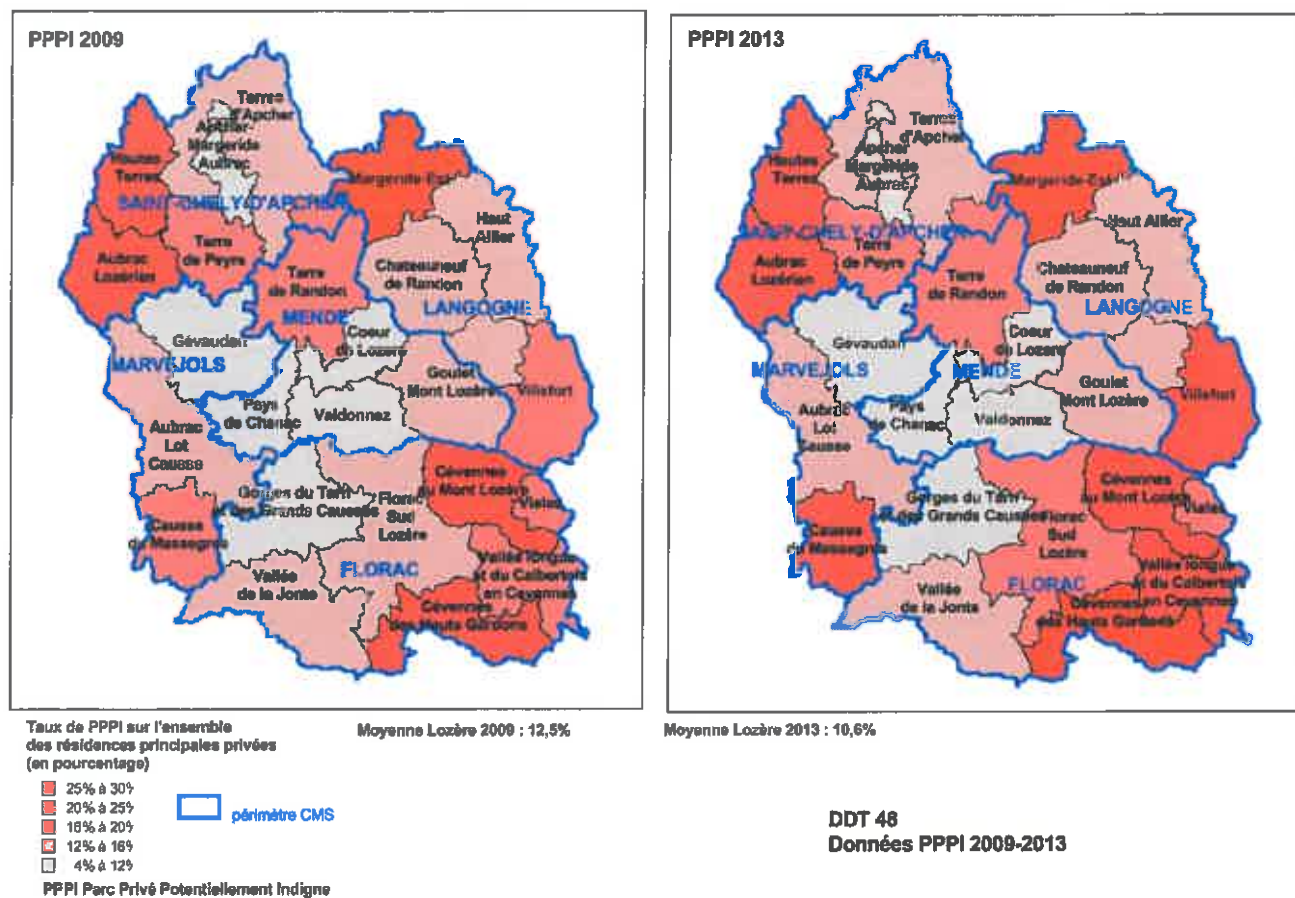 PPPI 2009
Terres
d'Apcher
Apcher-
Margeride
Aubrac
Hautes
Terres
Margeride-Est
SAINT-CHELY-D'APCHER
Haut
Allier
Terre
de Peyre
Aubrac
Lozérien
Terre
de Randon
Chateauneuf
de Randon
LANGOGNE
MENDE
Coeur
de Lozère
Gévaudan
MARVEJOLS
Goulet
Mont Lozère
Villefort
Pays
de Chanac
Valdonnez
Aubrac
Lot
Causse
Gorges du Tarn
et des Grands Causses
Cévennes
au Mont Lozère
Vialas
Florac
Sud
Lozère
Causse
du Massegros
Vallée longue
et du Calbertois
en Cévennes
FLORAC
Vallée
de la Jonte
Cévennes
des Hauts Gardons
PPPI 2013
Terres
d'Apcher
Apcher
Margeride
Aubrac
Hautes
Terres
Margeride-Est
Haut Allier
SAINT-CHELY-D'APCHER
Terre
de Peyre
Aubrac
Lozérien
Terre
de Randon
Chateauneuf
de Randon
LANGOGNE
Coeur
de Lozère
Gévaudan
MARVEJOLS
MENDE
Goulet
Mont Lozère
Villefort
Pays
de Chanac
Valdonnez
Aubrac
Lot
Causse
Gorges du Tarn
et des Grands Causses
Cévennes
au Mont Lozère
Vialas
Florac
Sud
Lozère
Causse
du Massegros
Vallée longue
et du Calbertois
en Cévennes
FLORAC
Vallée
de la Jonte
Cévennes
des Hauts Gardons
Taux de PPPI sur l'ensemble
des résidences principales privées
(en pourcentage)
25% à 30%
20% à 25%
16% à 20%
12% à 16%
4% à 12%
périmètre CMS
PPPI Parc Privé Potentiellement Indigne
Moyenne Lozère 2009 : 12,5%
Moyenne Lozère 2013 : 10,6%
DDT 48
Données PPPI 2009-2013